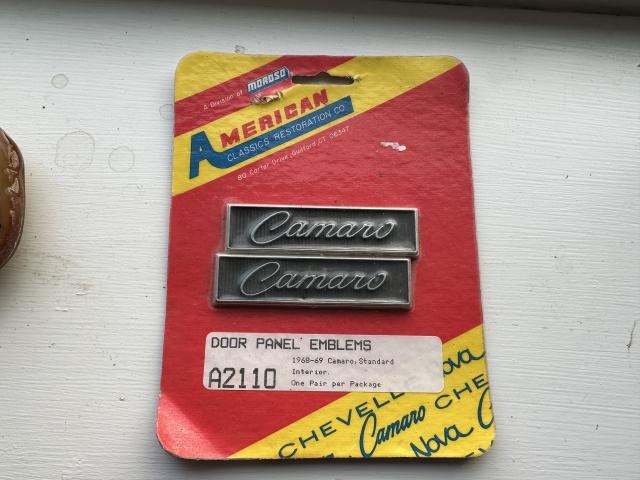 A Division of MOROSO
AMERICAN
CLASSICS RESTORATION CO.
80 Carter Drive, Guilford, CT. 06347
Camaro
Camaro
DOOR PANEL EMBLEMS
1968-69 Camaro, Standard
Interior.
A2110 One Pair per Package
CHEVELLE Nova
Camaro CHE
Nova C